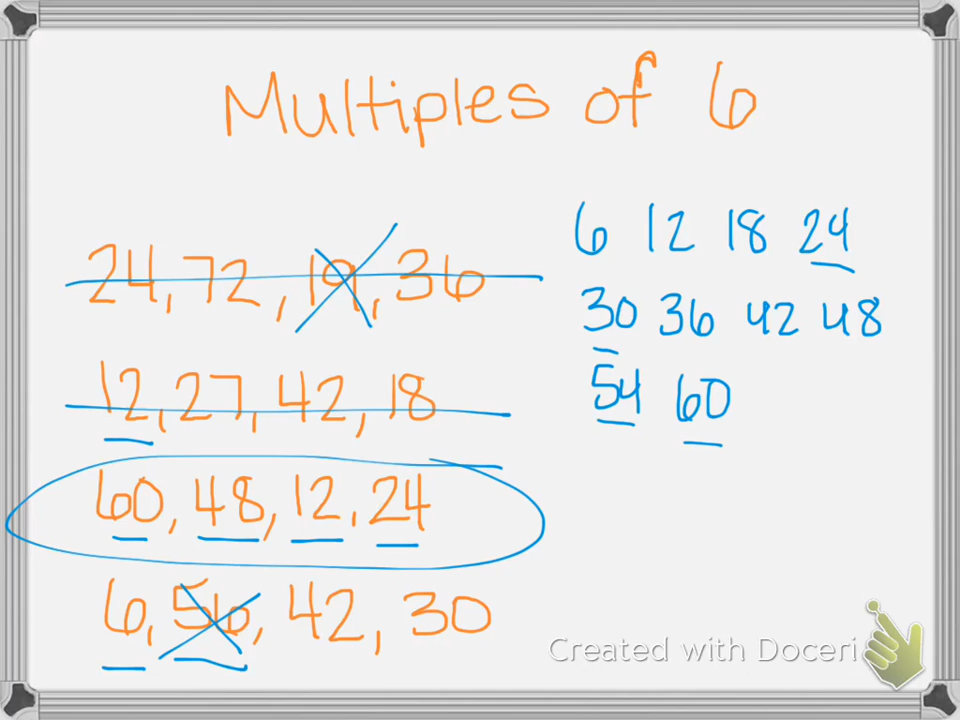 Multiples of 6
24, 72, 19, 36
12, 27, 42, 18
60, 48, 12, 24
6, 56, 42, 30
6 12 18 24
30 36 42 48
54 60
Created with Doceri